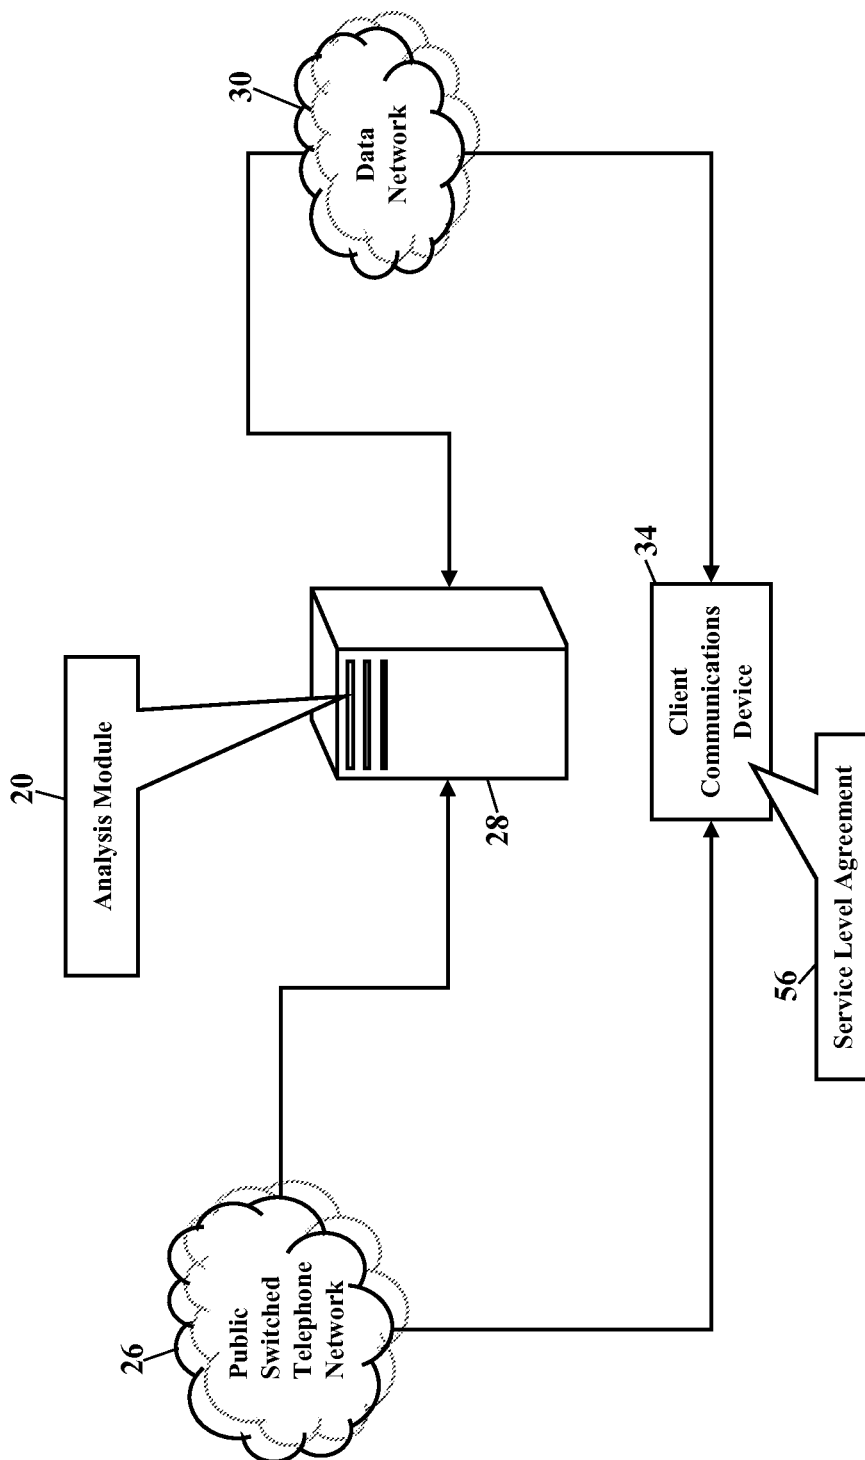 20
Analysis Module
26
Public
Switched
Telephone
Network
28
30
Data
Network
34
Client
Communications
Device
56
Service Level Agreement